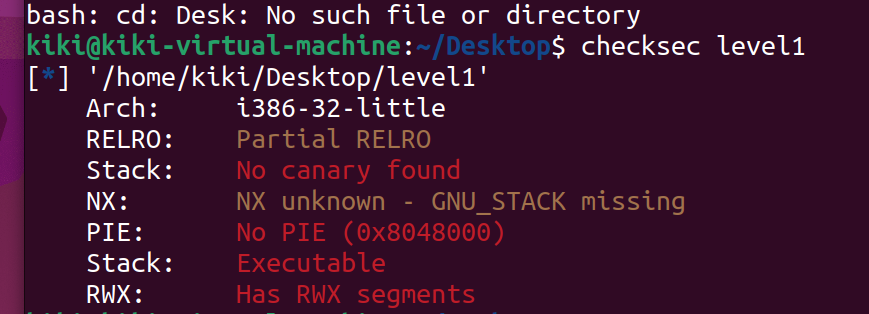 bash: cd: Desk: No such file or directory
kiki@kiki-virtual-machine:~/Desktop$ checksec level1
[*] '/home/kiki/Desktop/level1'
    Arch:     i386-32-little
    RELRO:    Partial RELRO
    Stack:    No canary found
    NX:       NX unknown - GNU_STACK missing
    PIE:      No PIE (0x8048000)
    Stack:    Executable
    RWX:      Has RWX segments